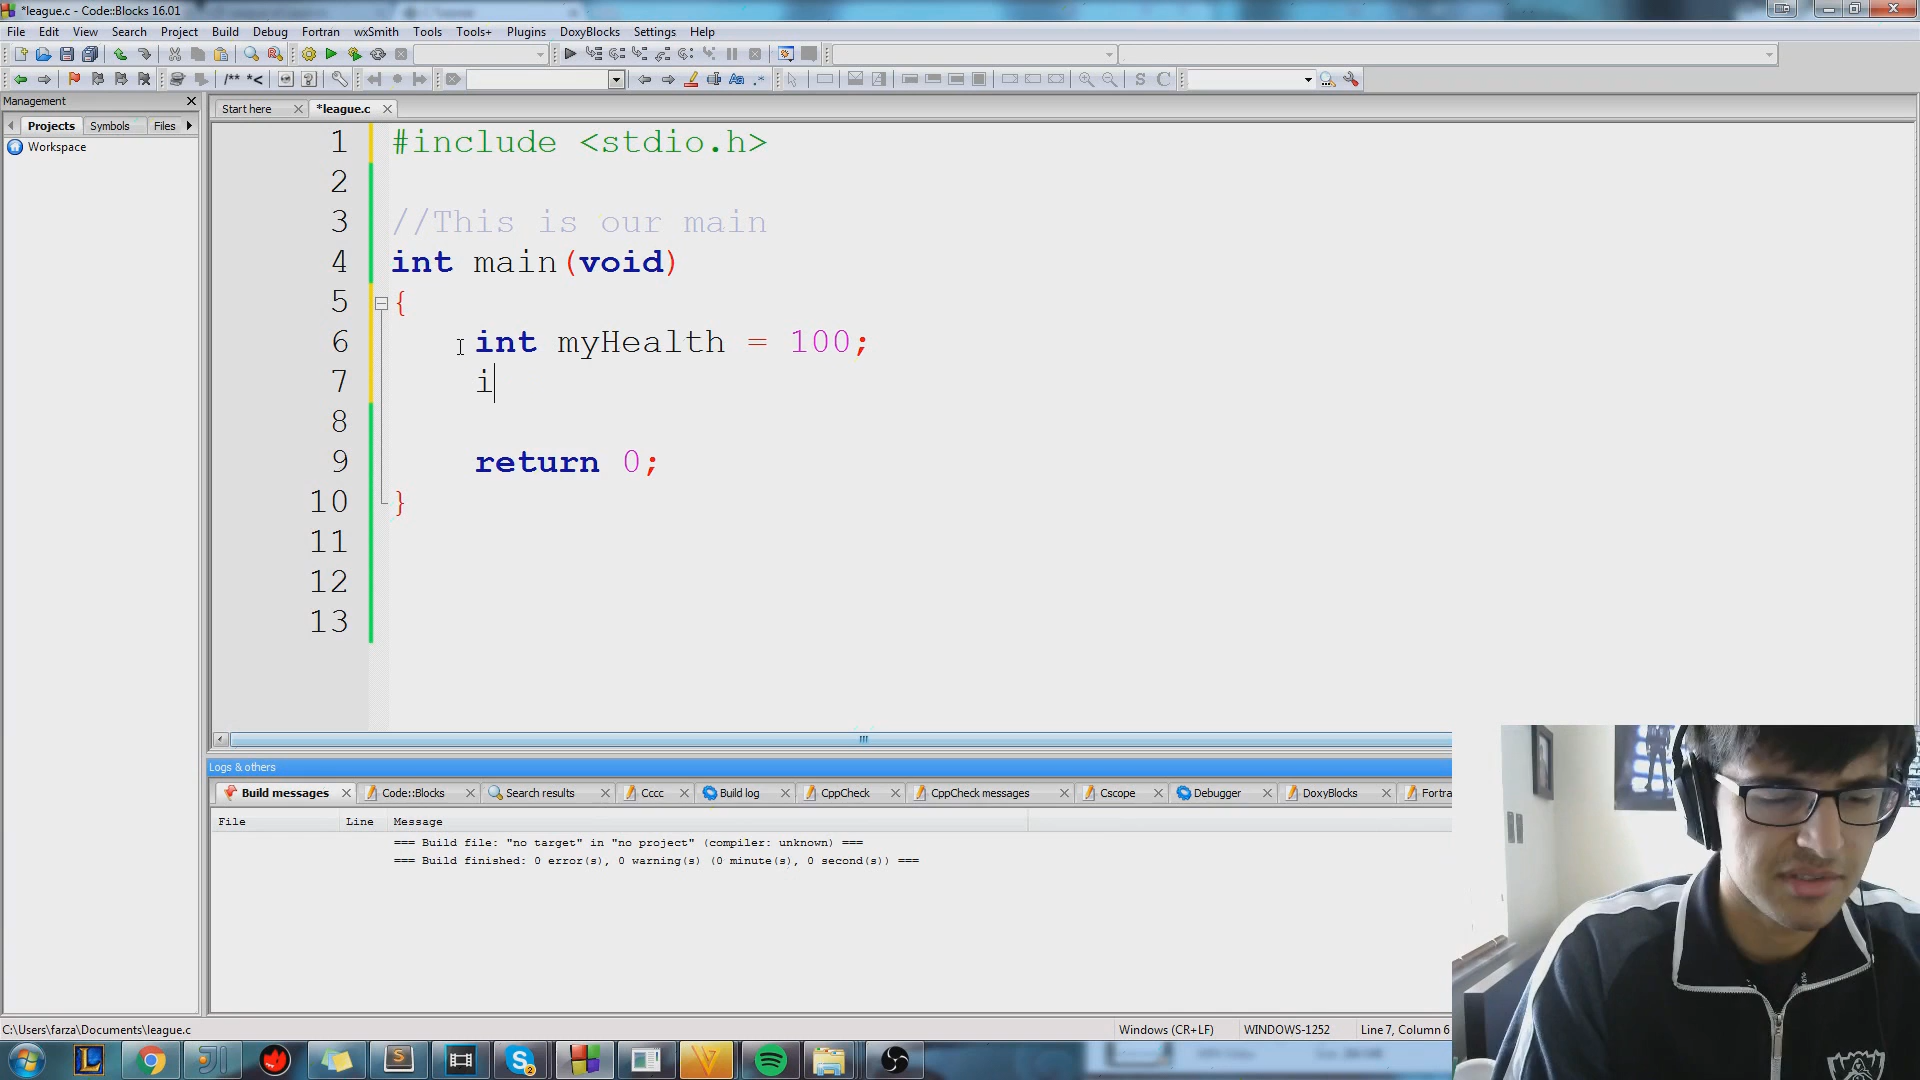 *league.c - Code::Blocks 16.01
File Edit View Search Project Build Debug Fortran wxSmith Tools Tools+ Plugins DoxyBlocks Settings Help
/** *<
S C
Management
Projects Symbols Files
Workspace
Start here *league.c
1 #include <stdio.h>
2
3 //This is our main
4 int main(void)
5 {
6 int myHealth = 100;
7 i
8
9 return 0;
10 }
11
12
13
Logs & others
Build messages Code::Blocks Search results Cccc Build log CppCheck CppCheck messages Cscope Debugger DoxyBlocks Fortra
File Line Message
=== Build file: "no target" in "no project" (compiler: unknown) ===
=== Build finished: 0 error(s), 0 warning(s) (0 minute(s), 0 second(s)) ===
C:\Users\farza\Documents\league.c Windows (CR+LF) WINDOWS-1252 Line 7, Column 6